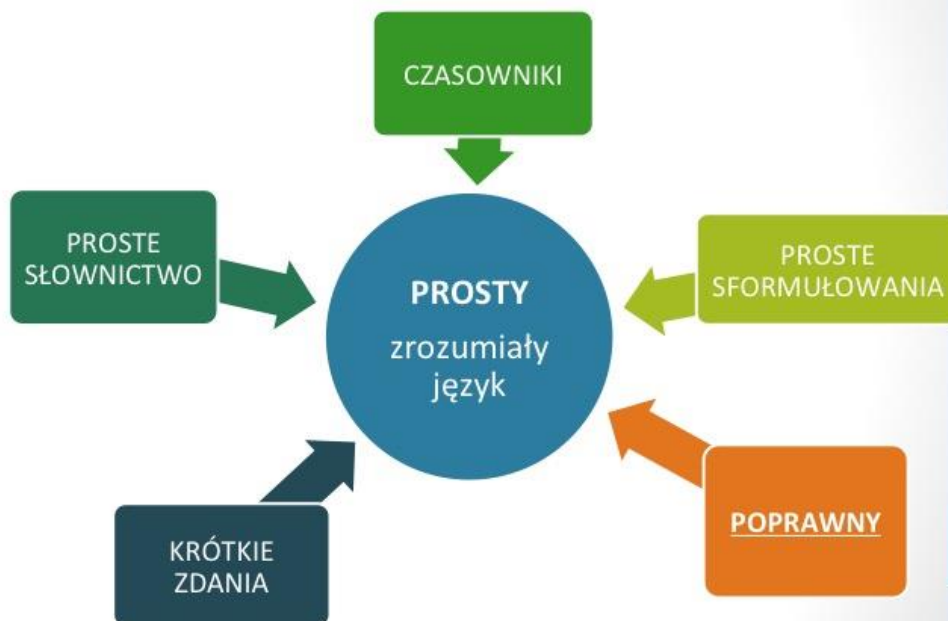 CZASOWNIKI
PROSTE
SŁOWNICTWO
PROSTE
SFORMUŁOWANIA
PROSTY
zrozumiały
język
KRÓTKIE
ZDANIA
POPRAWNY